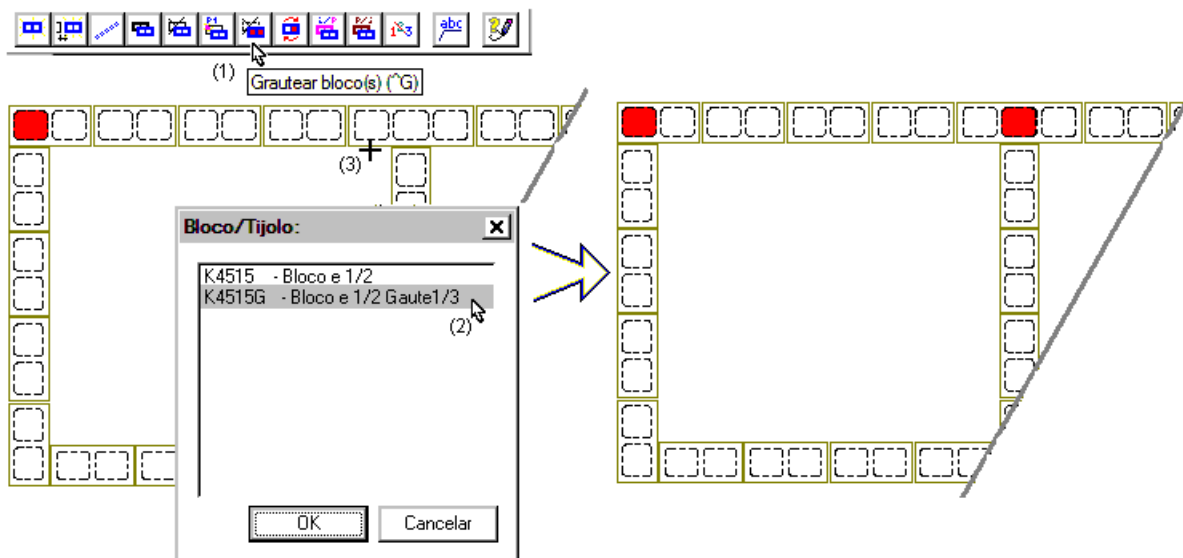 abc
(1)
Grautear bloco(s) (^G)
(3)
Bloco/Tijolo:
K4515 - Bloco e 1/2
K4515G - Bloco e 1/2 Gaute1/3
(2)
OK
Cancelar